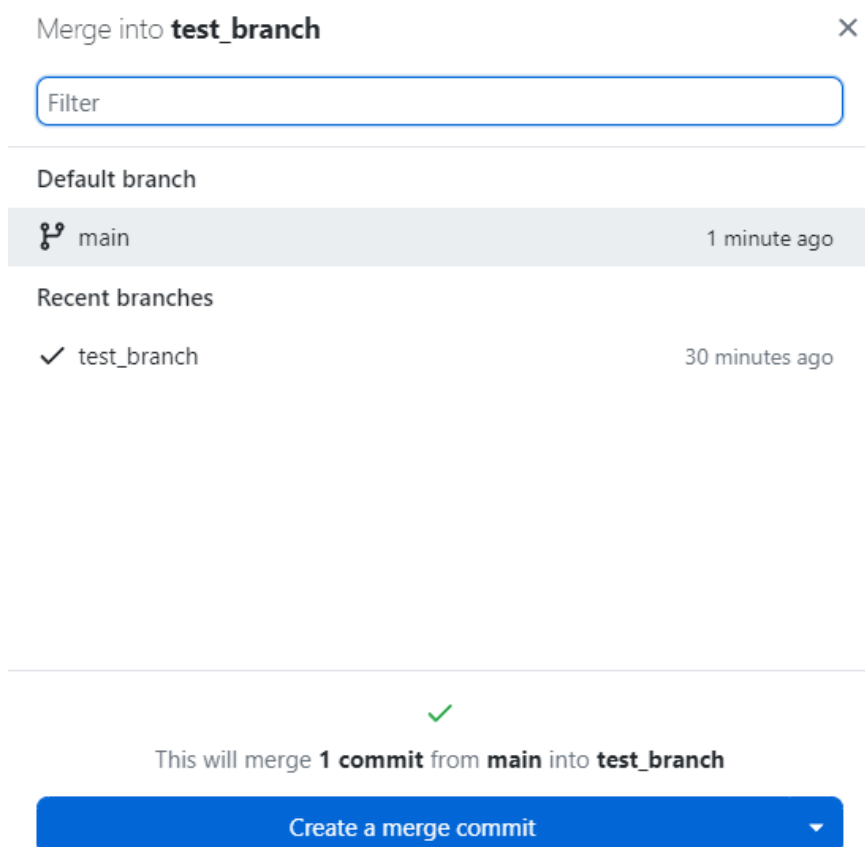 Merge into test_branch
Filter
Default branch
main 1 minute ago
Recent branches
test_branch 30 minutes ago
This will merge 1 commit from main into test_branch
Create a merge commit